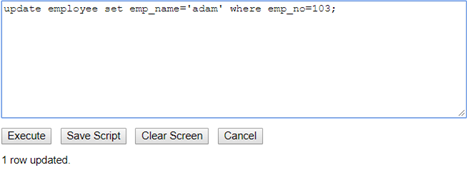 update employee set emp_name='adam' where emp_no=103;
Execute Save Script Clear Screen Cancel
1 row updated.